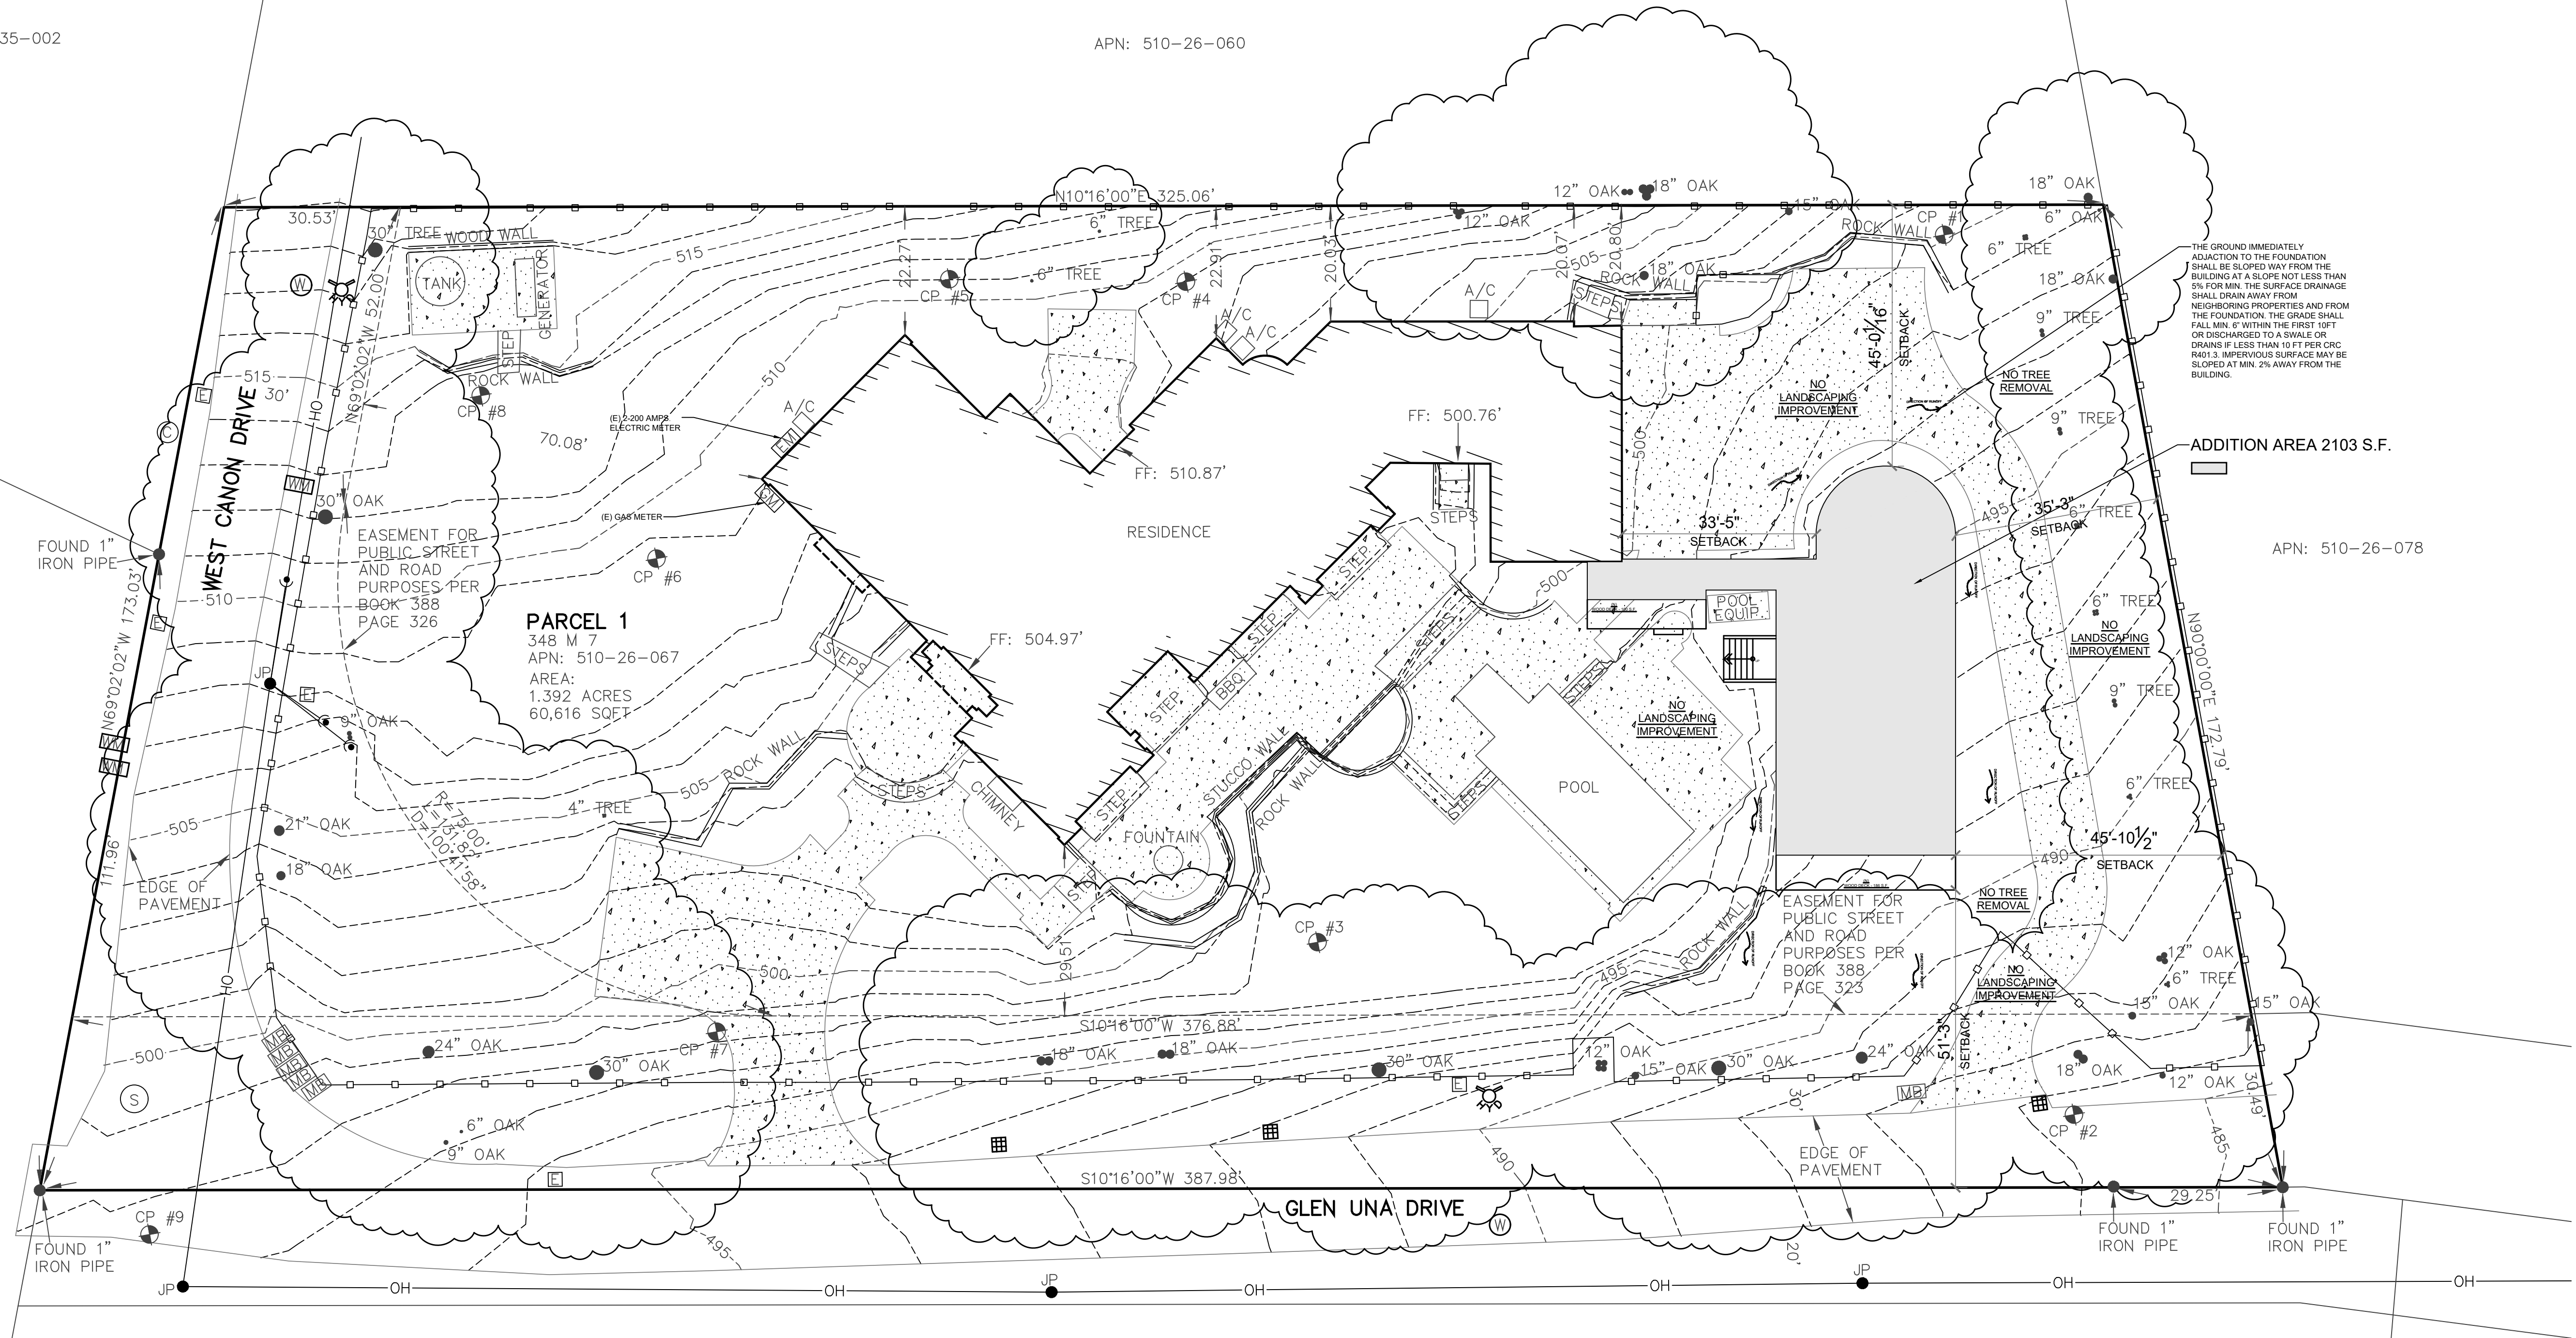 35-002
APN: 510-26-060
N10°16'00"E 325.06'
30.53'
30" TREE
WOOD WALL
TANK
GENERATOR
STEP
ROCK WALL
W
N69°02'02"W 52.00'
515
30'
E
C
OH
CP #8
WEST CANON DRIVE
WM
30" OAK
EASEMENT FOR
PUBLIC STREET
AND ROAD
PURPOSES PER
BOOK 388
PAGE 326
70.08'
(E) 2-200 AMPS
ELECTRIC METER
A/C
EM
GM
(E) GAS METER
515
510
22.27'
CP #5
6" TREE
6" TREE
CP #4
22.91'
A/C
A/C
20.03'
12" OAK
18" OAK
12" OAK
15" OAK
20.07'
20.80'
505
18" OAK
ROCK WALL
STEPS
A/C
ROCK WALL
CP #1
18" OAK
6" OAK
6" TREE
18" OAK
9" TREE
THE GROUND IMMEDIATELY
ADJACTION TO THE FOUNDATION
SHALL BE SLOPED WAY FROM THE
BUILDING AT A SLOPE NOT LESS THAN
5% FOR MIN. THE SURFACE DRAINAGE
SHALL DRAIN AWAY FROM
NEIGHBORING PROPERTIES AND FROM
THE FOUNDATION. THE GRADE SHALL
FALL MIN. 6" WITHIN THE FIRST 10FT
OR DISCHARGED TO A SWALE OR
DRAINS IF LESS THAN 10 FT PER CRC
R401.3. IMPERVIOUS SURFACE MAY BE
SLOPED AT MIN. 2% AWAY FROM THE
BUILDING.
45'-0 1/16"
SETBACK
NO
LANDSCAPING
IMPROVEMENT
NO TREE
REMOVAL
9" TREE
ADDITION AREA 2103 S.F.
FF: 510.87'
FF: 500.76'
500
RESIDENCE
STEPS
33'-5"
SETBACK
495
35'-3"
SETBACK
6" TREE
APN: 510-26-078
FOUND 1"
IRON PIPE
N69°02'02"W 173.03'
510
E
CP #6
PARCEL 1
348 M 7
APN: 510-26-067
AREA:
1.392 ACRES
60,616 SQFT
STEPS
FF: 504.97'
STEP
STEP
STEP
BBQ
STEPS
500
POOL
EQUIP.
6" TREE
NO
LANDSCAPING
IMPROVEMENT
N90°00'00"E 172.79'
JP
E
9" OAK
9" TREE
WM
WM
STEPS
NO
LANDSCAPING
IMPROVEMENT
POOL
STEPS
6" TREE
R=75.00'
L=131.82'
D=100°41'58"
4" TREE
505
ROCK WALL
STEPS
CHIMNEY
STEP
STUCCO WALL
ROCK WALL
FOUNTAIN
STEP
505
21" OAK
18" OAK
111.96'
EDGE OF
PAVEMENT
45'-10 1/2"
SETBACK
490
NO TREE
REMOVAL
EASEMENT FOR
PUBLIC STREET
AND ROAD
PURPOSES PER
BOOK 388
PAGE 323
ROCK WALL
495
CP #3
29.51'
500
OH
12" OAK
6" TREE
NO
LANDSCAPING
IMPROVEMENT
15" OAK
15" OAK
S10°16'00"W 376.88'
51'-3"
SETBACK
500
MB
MB
MB
MB
MB
24" OAK
CP #7
30" OAK
18" OAK
18" OAK
30" OAK
E
12" OAK
15" OAK
30" OAK
24" OAK
MB
18" OAK
12" OAK
30.49'
30'
S
6" OAK
9" OAK
E
CP #2
485
490
EDGE OF
PAVEMENT
S10°16'00"W 387.98'
GLEN UNA DRIVE
W
29.25'
CP #9
FOUND 1"
IRON PIPE
495
20'
FOUND 1"
IRON PIPE
FOUND 1"
IRON PIPE
JP
OH
OH
JP
OH
OH
JP
OH
OH